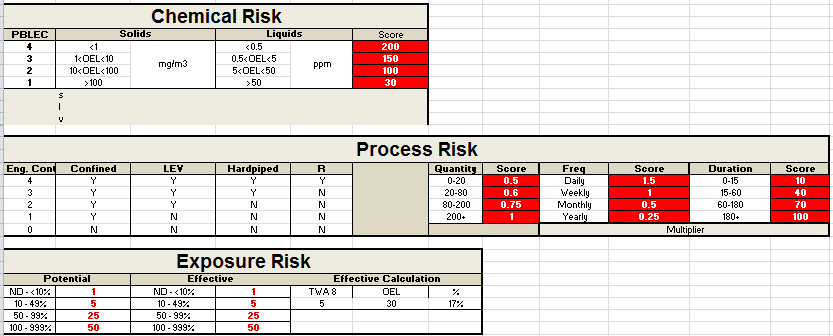 Chemical Risk
PBLEC Solids Liquids Score
4 <1 mg/m3 <0.5 ppm 200
3 1<OEL<10 0.5<OEL<5 150
2 10<OEL<100 5<OEL<50 100
1 >100 >50 30
s
l
v
Process Risk
Eng. Cont Confined LEV Hardpiped R Quantity Score Freq Score Duration Score
4 Y Y Y Y 0-20 0.5 Daily 1.5 0-15 10
3 Y Y Y N 20-80 0.6 Weekly 1 15-60 40
2 Y Y N N 80-200 0.75 Monthly 0.5 60-180 70
1 Y N N N 200+ 1 Yearly 0.25 180+ 100
0 N N N N Multiplier
Exposure Risk
Potential Effective Effective Calculation
ND - <10% 1 ND - <10% 1 TWA 8 OEL %
10 - 49% 5 10 - 49% 5 5 30 17%
50 - 99% 25 50 - 99% 25
100 - 999% 50 100 - 999% 50